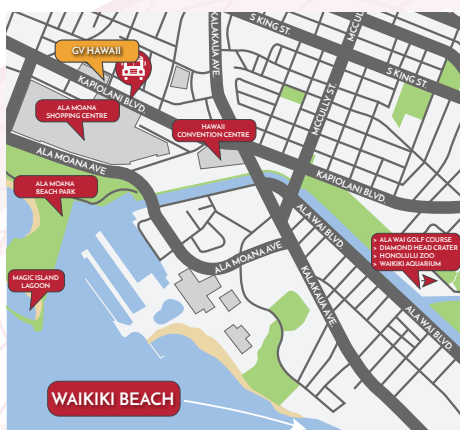 S KING ST.
MCCU
KALAKAUA AVE.
GV HAWAII
S KING ST.
KAPIOLANI BLVD.
MCCULLY ST.
ALA MOANA
SHOPPING CENTRE
HAWAII
CONVENTION CENTRE
ALA MOANA AVE
KAPIOLANI BLVD.
ALA MOANA
BEACH PARK
ALA WAI BLVD.
> ALA WAI GOLF COURSE
> DIAMOND HEAD CRATER
> HONOLULU ZOO
> WAIKIKI AQUARIUM
ALA MOANA AVE
MAGIC ISLAND
LAGOON
KALAKAUA AVE.
ALA WAI BLVD.
WAIKIKI BEACH